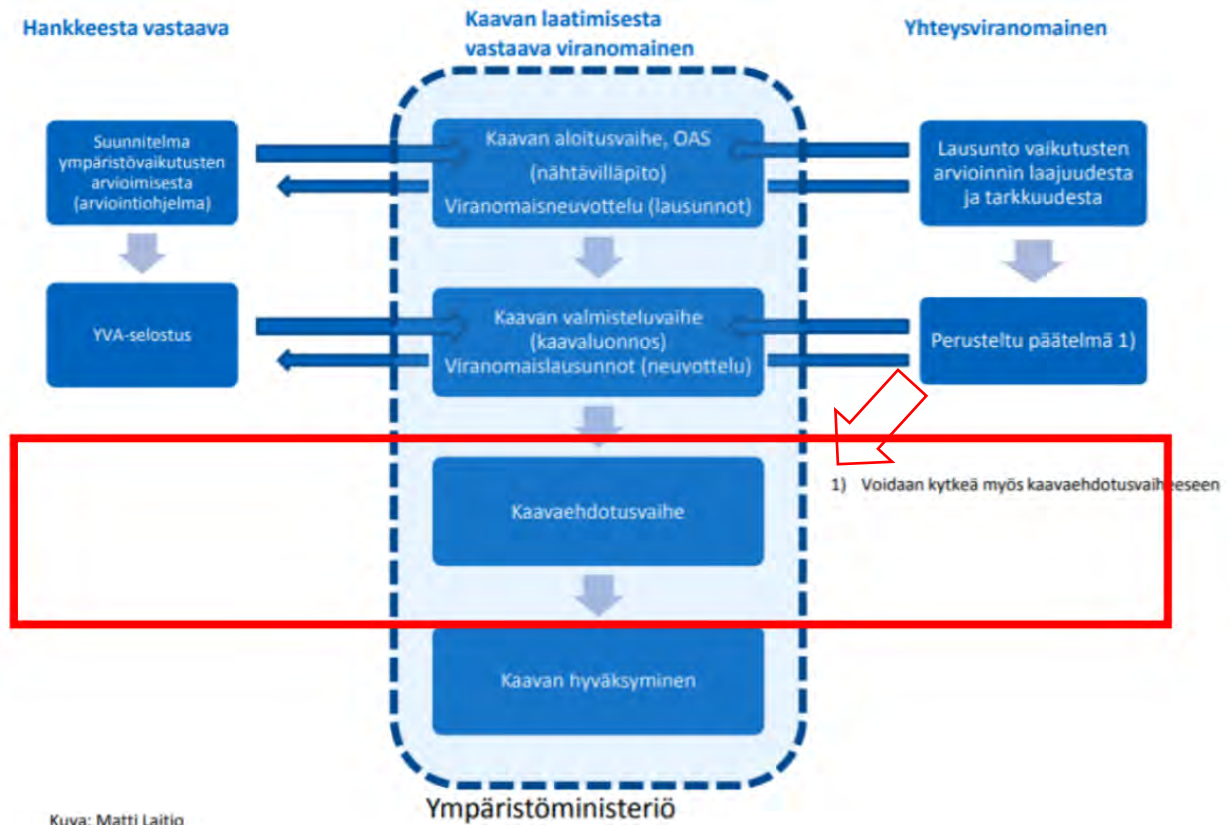 Hankkeesta vastaava
Kaavan laatimisesta
vastaava viranomainen
Yhteysviranomainen
Suunnitelma
ympäristövaikutusten
arvioimisesta
(arviointiohjelma)
Kaavan aloitusvaihe, OAS
(nähtävilläpito)
Viranomaisneuvottelu (lausunnot)
Lausunto vaikutusten
arvioinnin laajuudesta
ja tarkkuudesta
YVA-selostus
Kaavan valmisteluvaihe
(kaavaluonnos)
Viranomaislausunnot (neuvottelu)
Perusteltu päätelmä 1)
1) Voidaan kytkeä myös kaavaehdotusvaiheeseen
Kaavaehdotusvaihe
Kaavan hyväksyminen
Ympäristöministeriö
Kuva: Matti Laitio